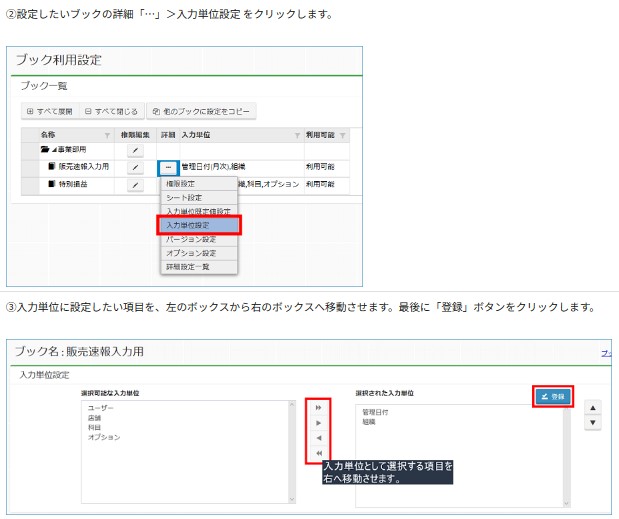 ②設定したいブックの詳細「…」＞入力単位設定 をクリックします。
ブック利用設定
ブック一覧
すべて展開 すべて閉じる 他のブックに設定をコピー
名称 権限編集 詳細 入力単位 利用可能
事業部用
販売速報入力用 … 管理日付(月次),組織 利用可能
特別損益 織,科目,オプション 利用可能
権限設定
シート設定
入力単位既定値設定
入力単位設定
バージョン設定
オプション設定
詳細設定一覧
③入力単位に設定したい項目を、左のボックスから右のボックスへ移動させます。最後に「登録」ボタンをクリックします。
ブック名 : 販売速報入力用
ブッ
入力単位設定
選択可能な入力単位
ユーザー
店舗
科目
オプション
選択された入力単位
登録
管理日付
組織
入力単位として選択する項目を
右へ移動させます。